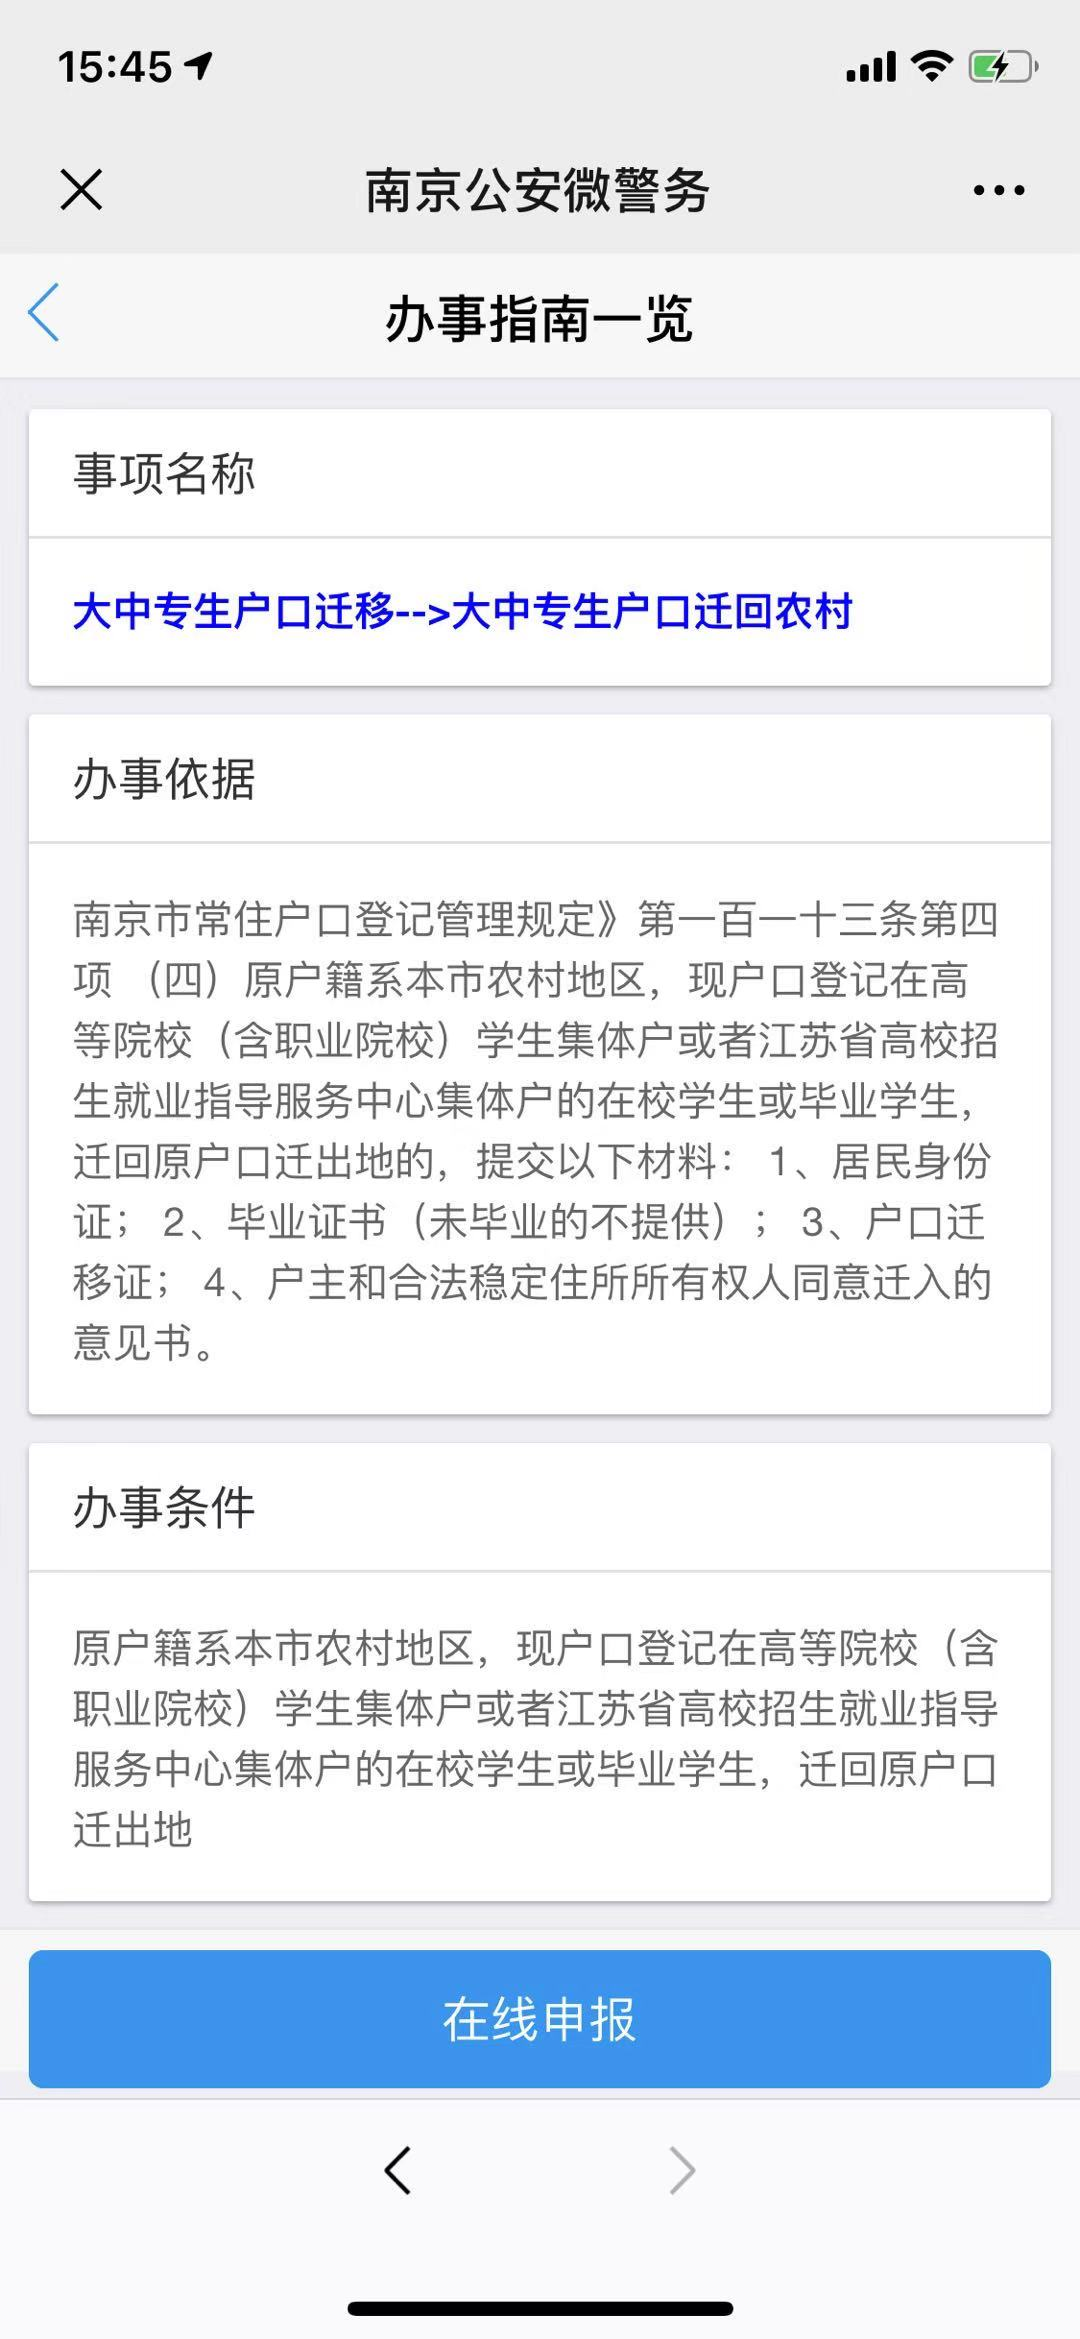 15:45
南京公安微警务
办事指南一览
事项名称
大中专生户口迁移-->大中专生户口迁回农村
办事依据
南京市常住户口登记管理规定》第一百一十三条第四
项 （四）原户籍系本市农村地区，现户口登记在高
等院校（含职业院校）学生集体户或者江苏省高校招
生就业指导服务中心集体户的在校学生或毕业学生，
迁回原户口迁出地的，提交以下材料： 1、居民身份
证； 2、毕业证书（未毕业的不提供）； 3、户口迁
移证； 4、户主和合法稳定住所所有权人同意迁入的
意见书。
办事条件
原户籍系本市农村地区，现户口登记在高等院校（含
职业院校）学生集体户或者江苏省高校招生就业指导
服务中心集体户的在校学生或毕业学生，迁回原户口
迁出地
在线申报